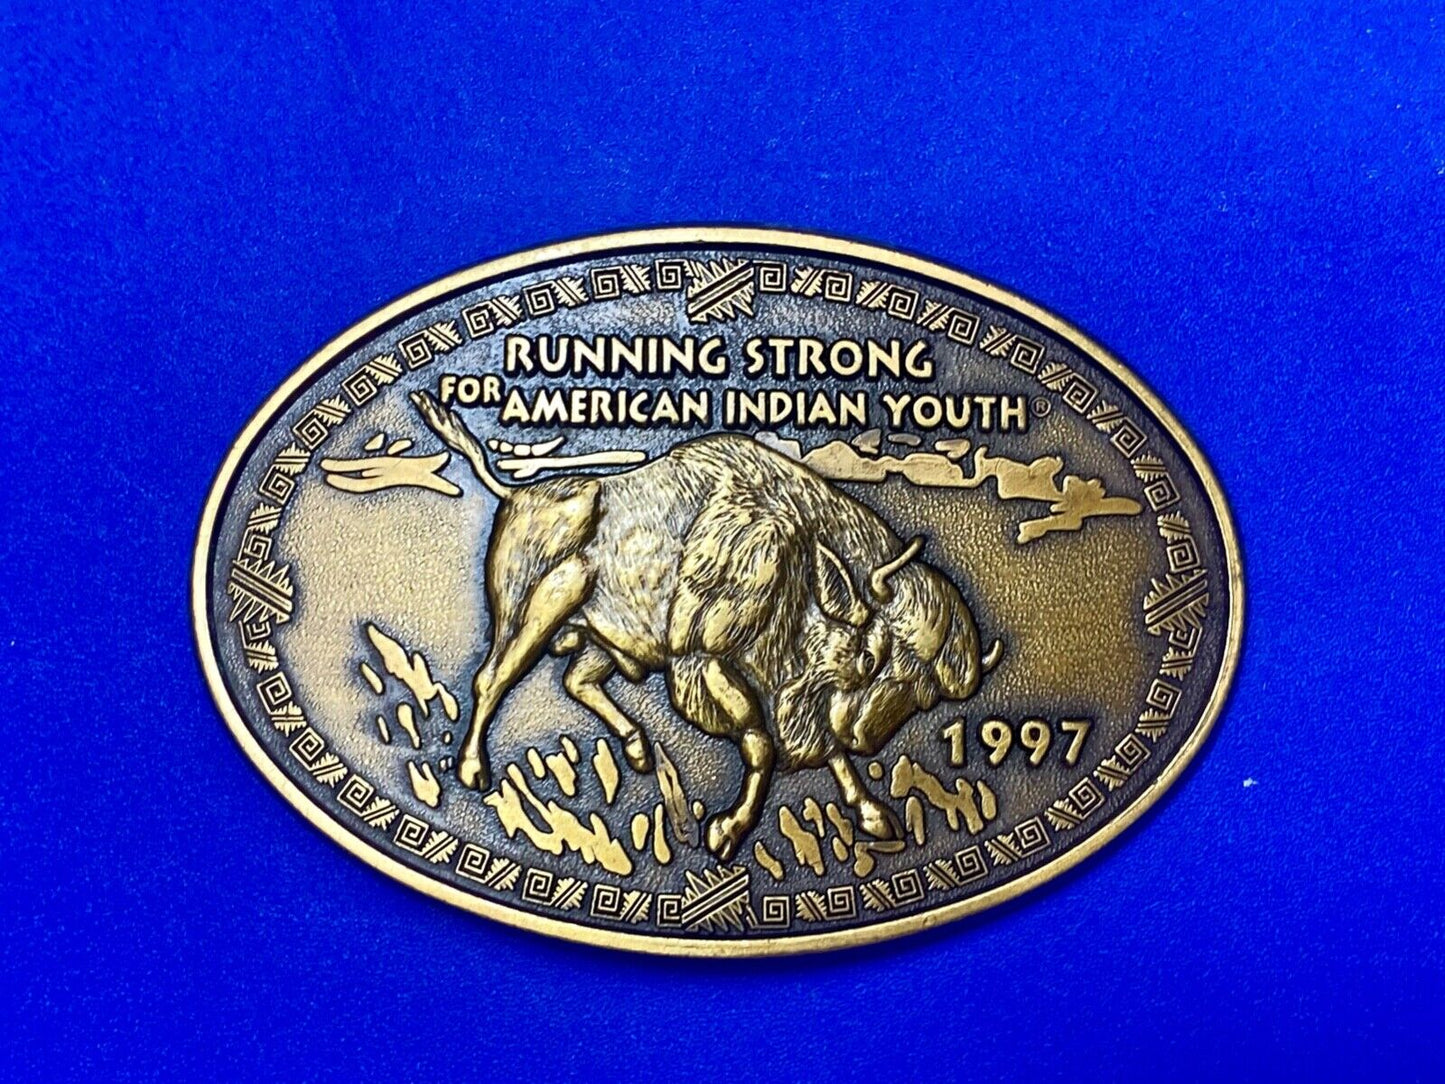 RUNNING STRONG
FOR AMERICAN INDIAN YOUTH®
1997